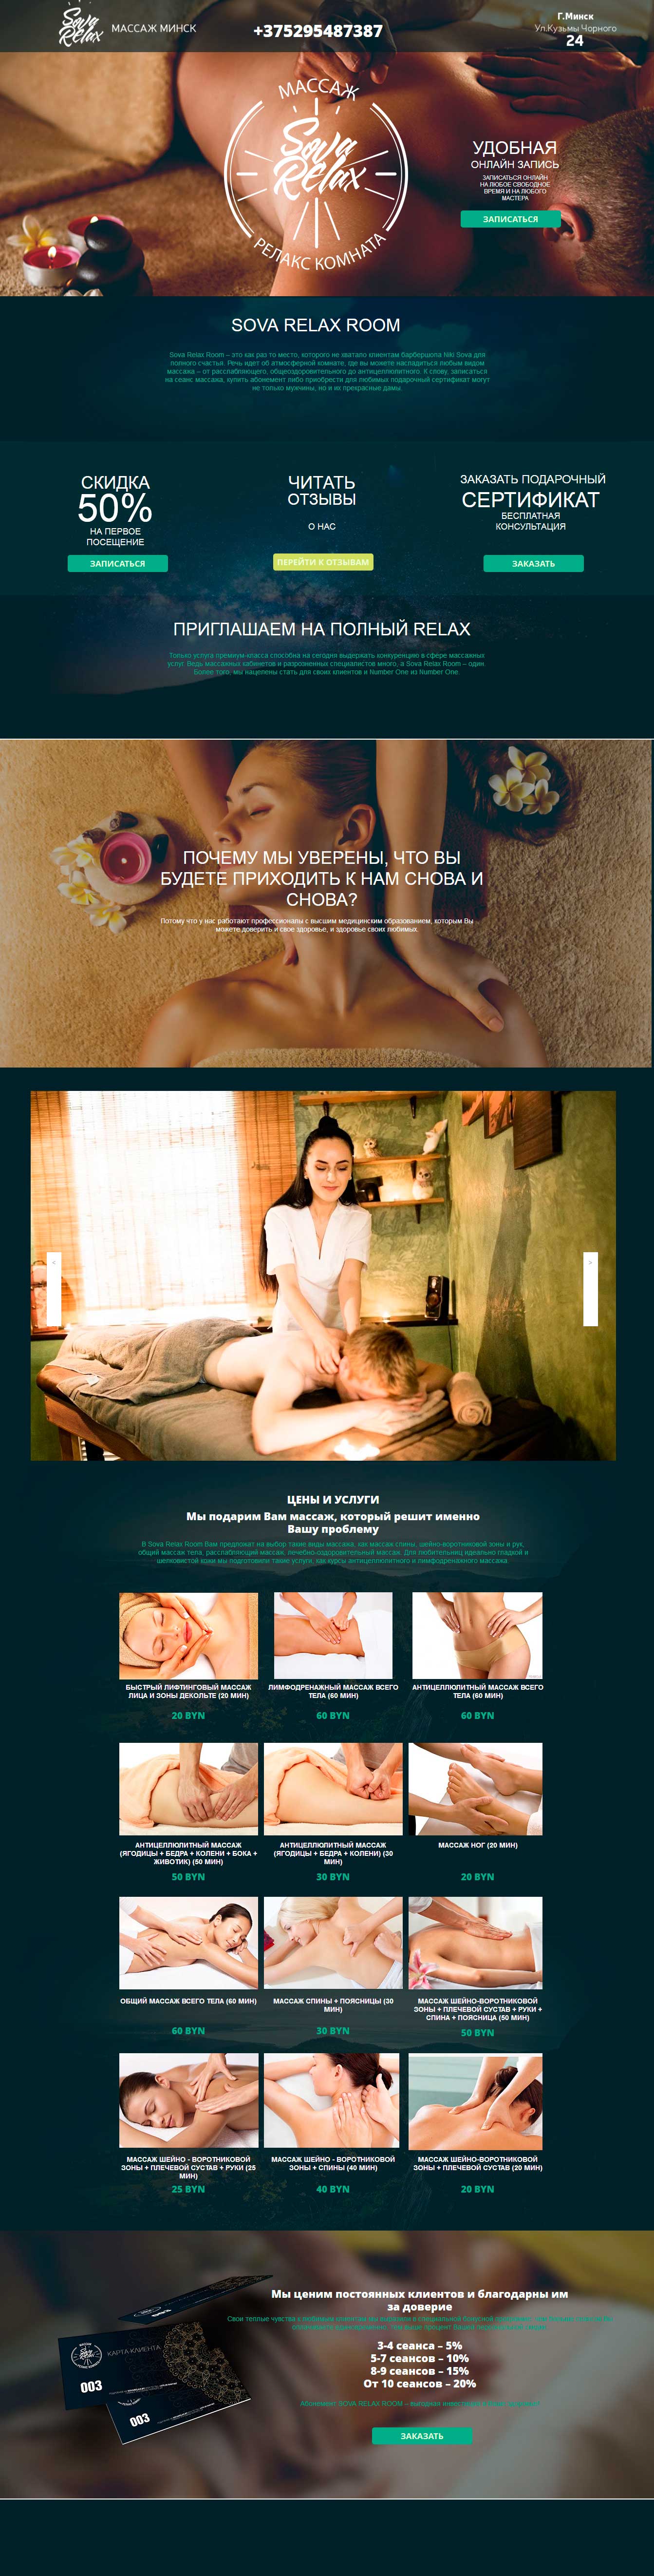 Sova
Relax
МАССАЖ МИНСК
+375295487387
Г.Минск
Ул.Кузьмы Чорного
24
МАССАЖ
Sova
Relax
РЕЛАКС КОМНАТА
УДОБНАЯ
ОНЛАЙН ЗАПИСЬ
ЗАПИСАТЬСЯ ОНЛАЙН
НА ЛЮБОЕ СВОБОДНОЕ
ВРЕМЯ И НА ЛЮБОГО
МАСТЕРА
ЗАПИСАТЬСЯ
SOVA RELAX ROOM
Sova Relax Room – это как раз то место, которого не хватало клиентам барбершопа Niki Sova для
полного счастья. Речь идет об атмосферной комнате, где вы можете насладиться любым видом
массажа – от расслабляющего, общеоздоровительного до антицеллюлитного. К слову, записаться
на сеанс массажа, купить абонемент либо приобрести для любимых подарочный сертификат могут
не только мужчины, но и их прекрасные дамы.
СКИДКА
50%
НА ПЕРВОЕ
ПОСЕЩЕНИЕ
ЗАПИСАТЬСЯ
ЧИТАТЬ
ОТЗЫВЫ
О НАС
ПЕРЕЙТИ К ОТЗЫВАМ
ЗАКАЗАТЬ ПОДАРОЧНЫЙ
СЕРТИФИКАТ
БЕСПЛАТНАЯ
КОНСУЛЬТАЦИЯ
ЗАКАЗАТЬ
ПРИГЛАШАЕМ НА ПОЛНЫЙ RELAX
Только услуга премиум-класса способна на сегодня выдержать конкуренцию в сфере массажных
услуг. Ведь массажных кабинетов и разрозненных специалистов много, а Sova Relax Room – один.
Более того, мы нацелены стать для своих клиентов и Number One из Number One.
ПОЧЕМУ МЫ УВЕРЕНЫ, ЧТО ВЫ
БУДЕТЕ ПРИХОДИТЬ К НАМ СНОВА И
СНОВА?
Потому что у нас работают профессионалы с высшим медицинским образованием, которым Вы
можете доверить и свое здоровье, и здоровье своих любимых.
<
>
ЦЕНЫ И УСЛУГИ
Мы подарим Вам массаж, который решит именно
Вашу проблему
В Sova Relax Room Вам предложат на выбор такие виды массажа, как массаж спины, шейно-воротниковой зоны и рук,
общий массаж тела, расслабляющий массаж, лечебно-оздоровительный массаж. Для любительниц идеально гладкой и
шелковистой кожи мы подготовили такие услуги, как курсы антицеллюлитного и лимфодренажного массажа.
БЫСТРЫЙ ЛИФТИНГОВЫЙ МАССАЖ
ЛИЦА И ЗОНЫ ДЕКОЛЬТЕ (20 МИН)
20 BYN
ЛИМФОДРЕНАЖНЫЙ МАССАЖ ВСЕГО
ТЕЛА (60 МИН)
60 BYN
АНТИЦЕЛЛЮЛИТНЫЙ МАССАЖ ВСЕГО
ТЕЛА (60 МИН)
60 BYN
АНТИЦЕЛЛЮЛИТНЫЙ МАССАЖ
(ЯГОДИЦЫ + БЕДРА + КОЛЕНИ + БОКА +
ЖИВОТИК) (50 МИН)
50 BYN
АНТИЦЕЛЛЮЛИТНЫЙ МАССАЖ
(ЯГОДИЦЫ + БЕДРА + КОЛЕНИ) (30
МИН)
30 BYN
МАССАЖ НОГ (20 МИН)
20 BYN
ОБЩИЙ МАССАЖ ВСЕГО ТЕЛА (60 МИН)
60 BYN
МАССАЖ СПИНЫ + ПОЯСНИЦЫ (30
МИН)
30 BYN
МАССАЖ ШЕЙНО-ВОРОТНИКОВОЙ
ЗОНЫ + ПЛЕЧЕВОЙ СУСТАВ + РУКИ +
СПИНА + ПОЯСНИЦА (50 МИН)
50 BYN
МАССАЖ ШЕЙНО - ВОРОТНИКОВОЙ
ЗОНЫ + ПЛЕЧЕВОЙ СУСТАВ + РУКИ (25
МИН)
25 BYN
МАССАЖ ШЕЙНО - ВОРОТНИКОВОЙ
ЗОНЫ + СПИНЫ (40 МИН)
40 BYN
МАССАЖ ШЕЙНО-ВОРОТНИКОВОЙ
ЗОНЫ + ПЛЕЧЕВОЙ СУСТАВ (20 МИН)
20 BYN
Мы ценим постоянных клиентов и благодарны им
за доверие
Свои теплые чувства к любимым клиентам мы выразили в специальной бонусной
3-4 сеанса – 5%
5-7 сеансов – 10%
8-9 сеансов – 15%
От 10 сеансов – 20%
Абонемент SOVA RELAX ROOM – выгодная
ЗАКАЗАТЬ
Sova
Relax
КАРТА КЛИЕНТА
003
003